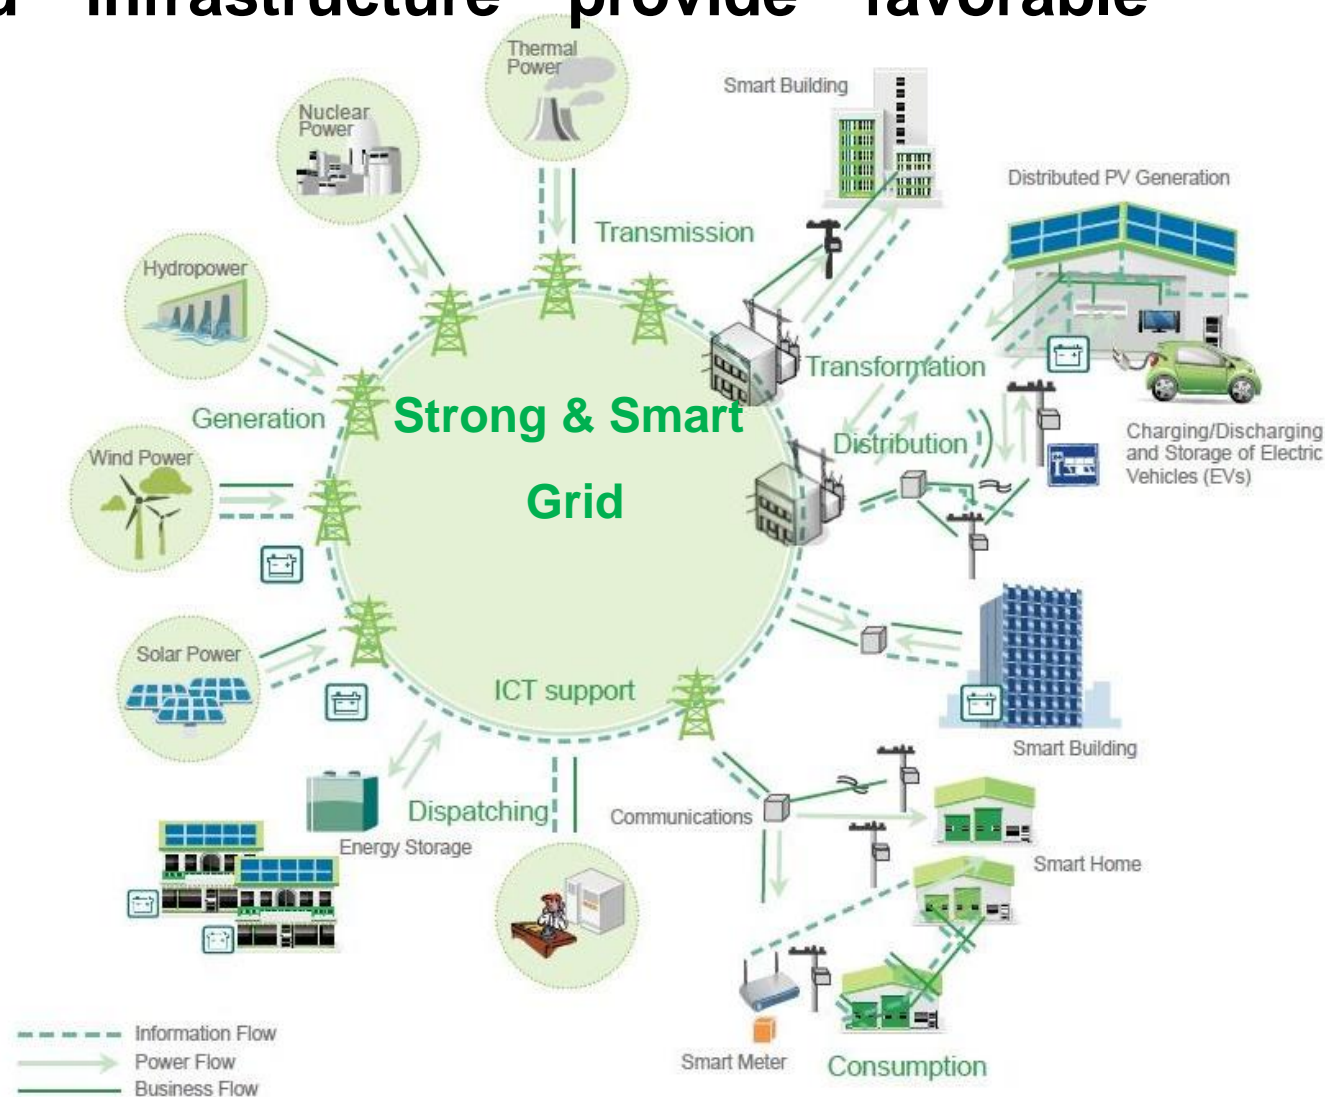 infrastructure provide favorable
Thermal
Power
Smart Building
Nuclear
Power
Distributed PV Generation
Transmission
Hydropower
Transformation
Generation
Strong & Smart
Grid
Distribution
Charging/Discharging
and Storage of Electric
Vehicles (EVs)
Wind Power
Solar Power
ICT support
Smart Building
Dispatching
Communications
Energy Storage
Smart Home
Smart Meter
Consumption
Information Flow
Power Flow
Business Flow